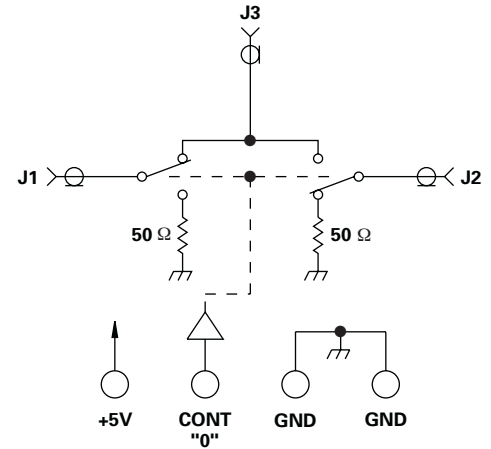 J3
J1
J2
50 Ω
50 Ω
+5V
CONT
"0"
GND
GND